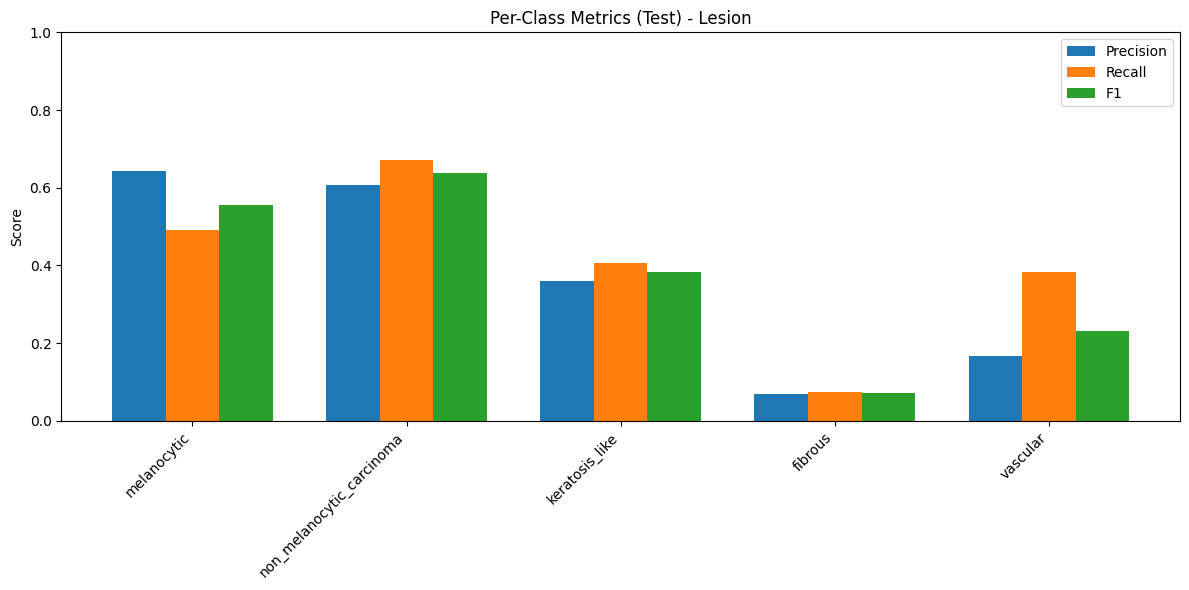 Per-Class Metrics (Test) - Lesion
1.0
0.8
0.6
0.4
0.2
0.0
Score
Precision
Recall
F1
melanocytic
non_melanocytic_carcinoma
keratosis_like
fibrous
vascular